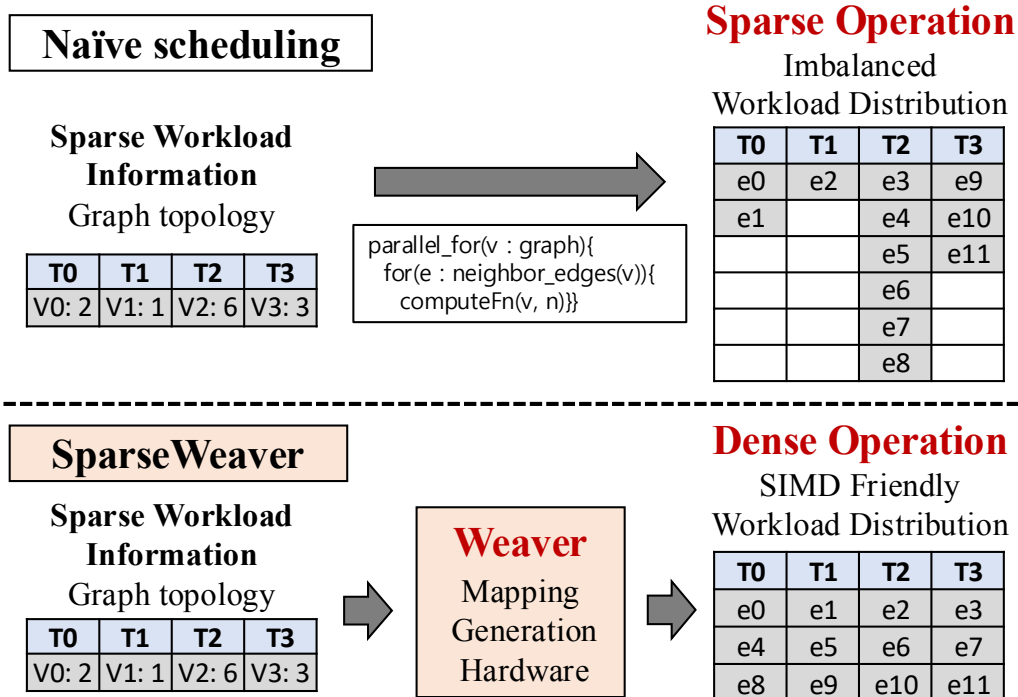 Naïve scheduling
Sparse Workload
Information
Graph topology
T0 T1 T2 T3
V0: 2 V1: 1 V2: 6 V3: 3
parallel_for(v : graph){
for(e : neighbor_edges(v)){
computeFn(v, n)}}
Sparse Operation
Imbalanced
Workload Distribution
T0 T1 T2 T3
e0 e2 e3 e9
e1 e4 e10
e5 e11
e6
e7
e8
SparseWeaver
Sparse Workload
Information
Graph topology
T0 T1 T2 T3
V0: 2 V1: 1 V2: 6 V3: 3
Weaver
Mapping
Generation
Hardware
Dense Operation
SIMD Friendly
Workload Distribution
T0 T1 T2 T3
e0 e1 e2 e3
e4 e5 e6 e7
e8 e9 e10 e11